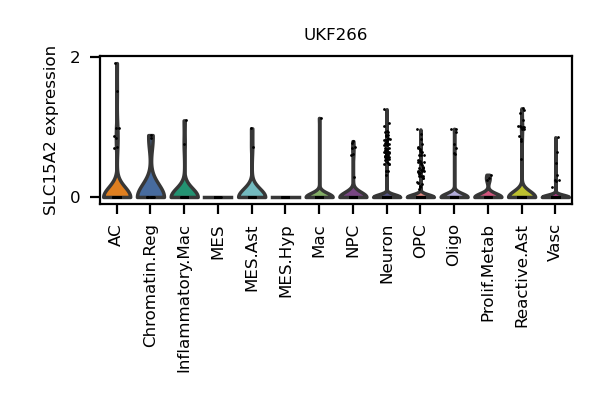 UKF266
SLC15A2 expression
2
0
AC
Chromatin.Reg
Inflammatory.Mac
MES
MES.Ast
MES.Hyp
Mac
NPC
Neuron
OPC
Oligo
Prolif.Metab
Reactive.Ast
Vasc